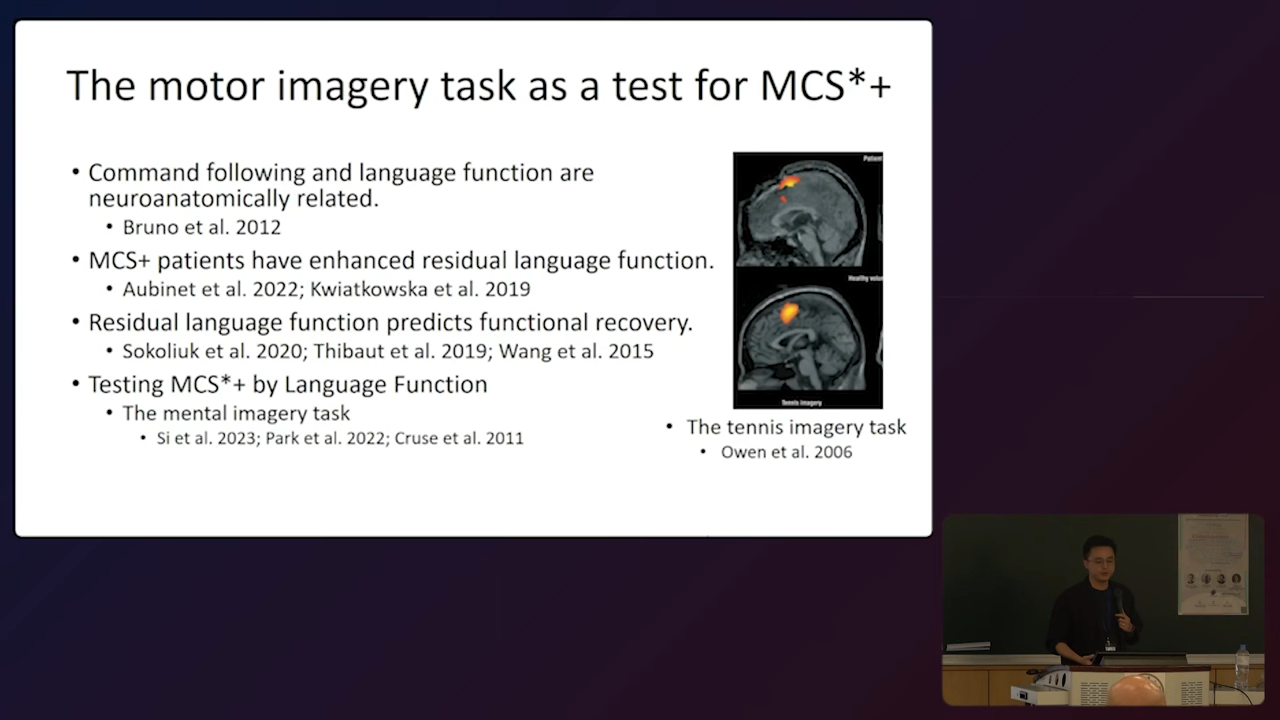 The motor imagery task as a test for MCS*+
• Command following and language function are
neuroanatomically related.
• Bruno et al. 2012
• MCS+ patients have enhanced residual language function.
• Aubinet et al. 2022; Kwiatkowska et al. 2019
• Residual language function predicts functional recovery.
• Sokoliuk et al. 2020; Thibaut et al. 2019; Wang et al. 2015
• Testing MCS*+ by Language Function
• The mental imagery task
• Si et al. 2023; Park et al. 2022; Cruse et al. 2011
Patient
Healthy volu
Tennis Imagery
• The tennis imagery task
• Owen et al. 2006